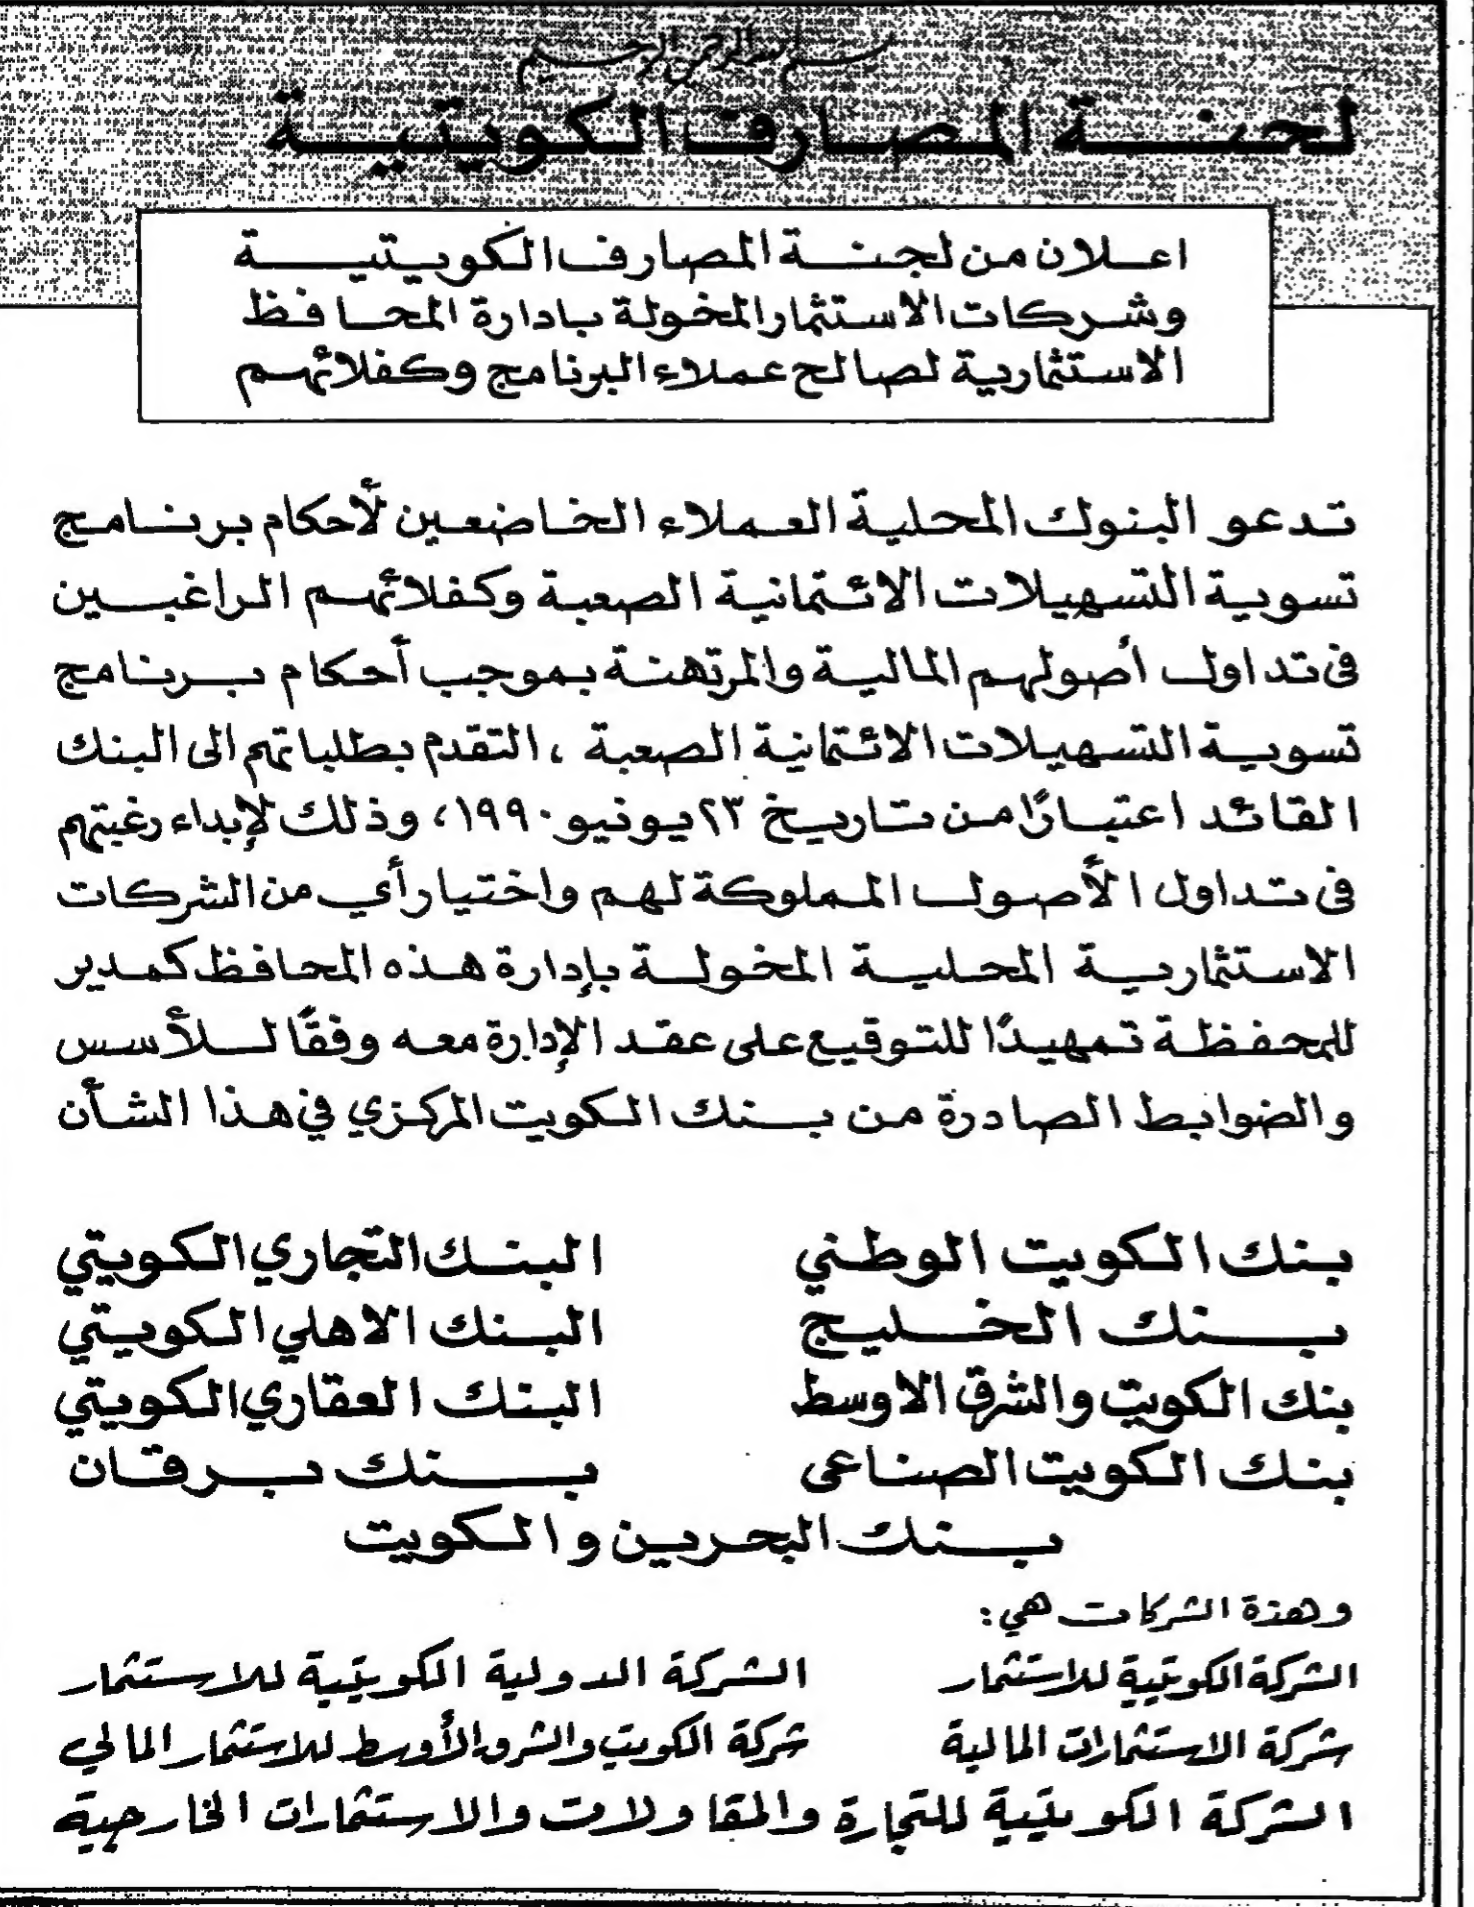 بسم الله الرحمن الرحيم
لجنة المصارف الكويتية
اعلان من لجنة المصارف الكويتية
وشركات الاستثمار المخولة بادارة المحافظ
الاستثمارية لصالح عملاء البرنامج وكفلائهم
تدعو البنوك المحلية العملاء الخاضعين لأحكام برنامج
تسوية التسهيلات الائتمانية الصعبة وكفلائهم الراغبين
في تداول أصولهم المالية والمرتهنة بموجب أحكام برنامج
تسوية التسهيلات الائتمانية الصعبة ، التقدم بطلباتهم الى البنك
القائد اعتبارًا من تاريخ ٢٣ يونيو ١٩٩٠، وذلك لإبداء رغبتهم
في تداول الأصول المملوكة لهم واختيار أي من الشركات
الاستثمارية المحلية المخولة بإدارة هذه المحافظ كمدير
للمحفظة تمهيدًا للتوقيع على عقد الإدارة معه وفقًا للأسس
والضوابط الصادرة من بنك الكويت المركزي في هذا الشأن
بنك الكويت الوطني البنك التجاري الكويتي
بنك الخليج البنك الاهلي الكويتي
بنك الكويت والشرق الاوسط البنك العقاري الكويتي
بنك الكويت الصناعي بنك برقان
بنك البحرين والكويت
وهذة الشركات هي:
الشركة الكويتية للاستثمار الشركة الدولية الكويتية للاستثمار
شركة الاستثمارات المالية شركة الكويت والشرق الأوسط للاستثمار المالي
الشركة الكويتية للتجارة والمقاولات والاستثمارات الخارجية